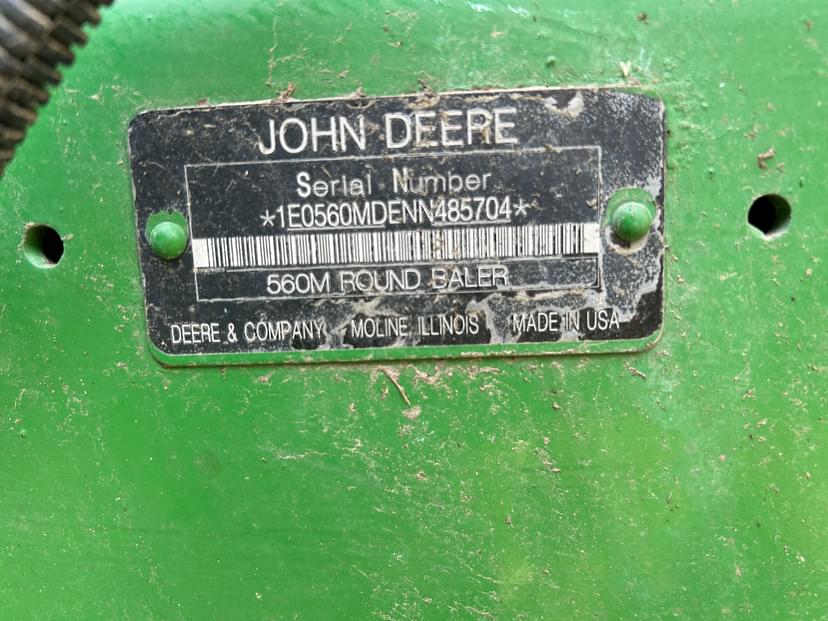 JOHN DEERE
Serial Number
*1E0560MDENN485704*
560M ROUND BALER
DEERE & COMPANY MOLINE ILLINOIS MADE IN USA